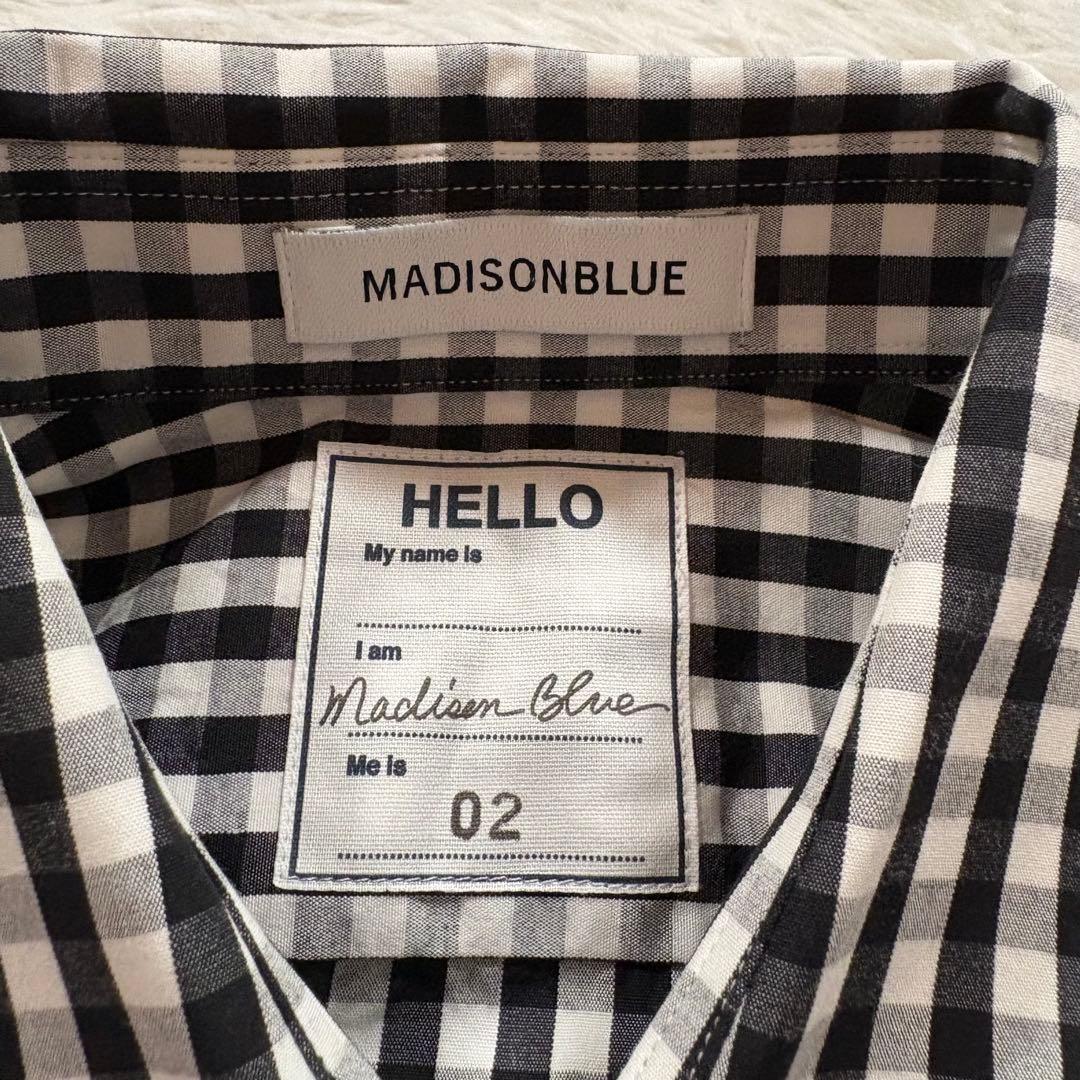 MADISONBLUE
HELLO
My name is
I am
Madison Blue
Me is
02